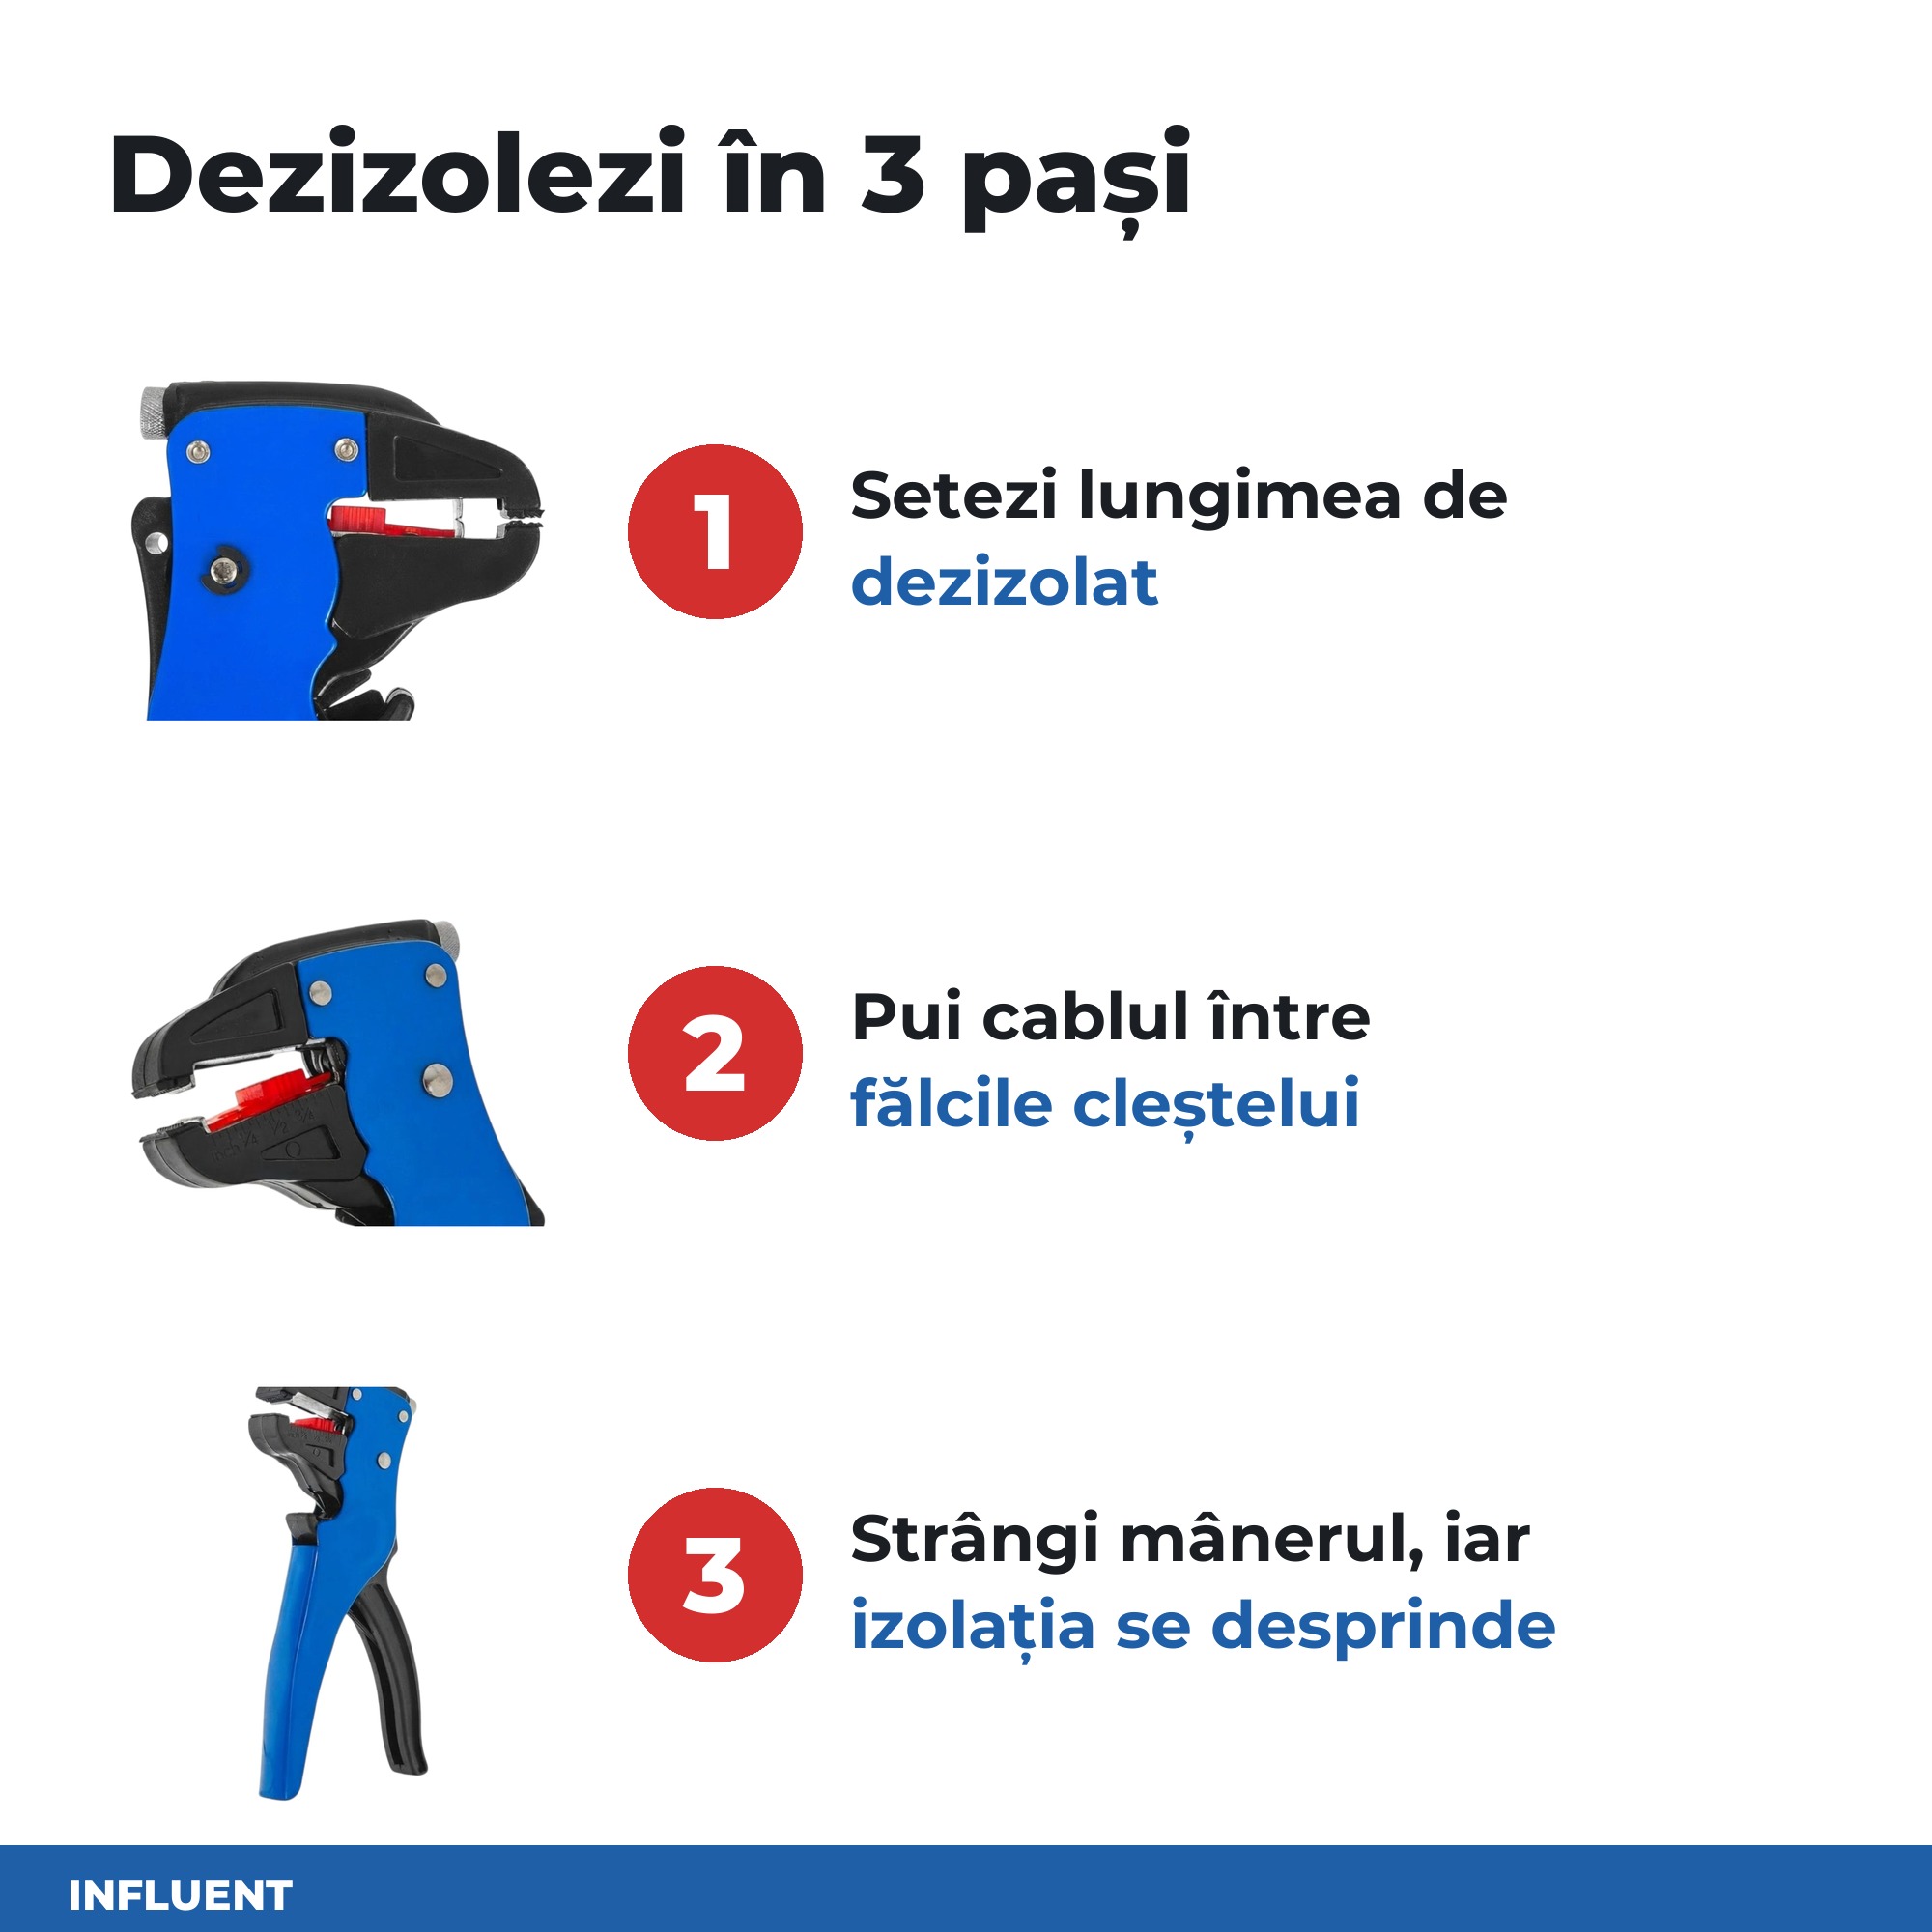 Dezizolezi în 3 pași
1
Setezi lungimea de
dezizolat
2
Pui cablul între
fălcile cleștelui
3
Strângi mânerul, iar
izolația se desprinde
INFLUENT